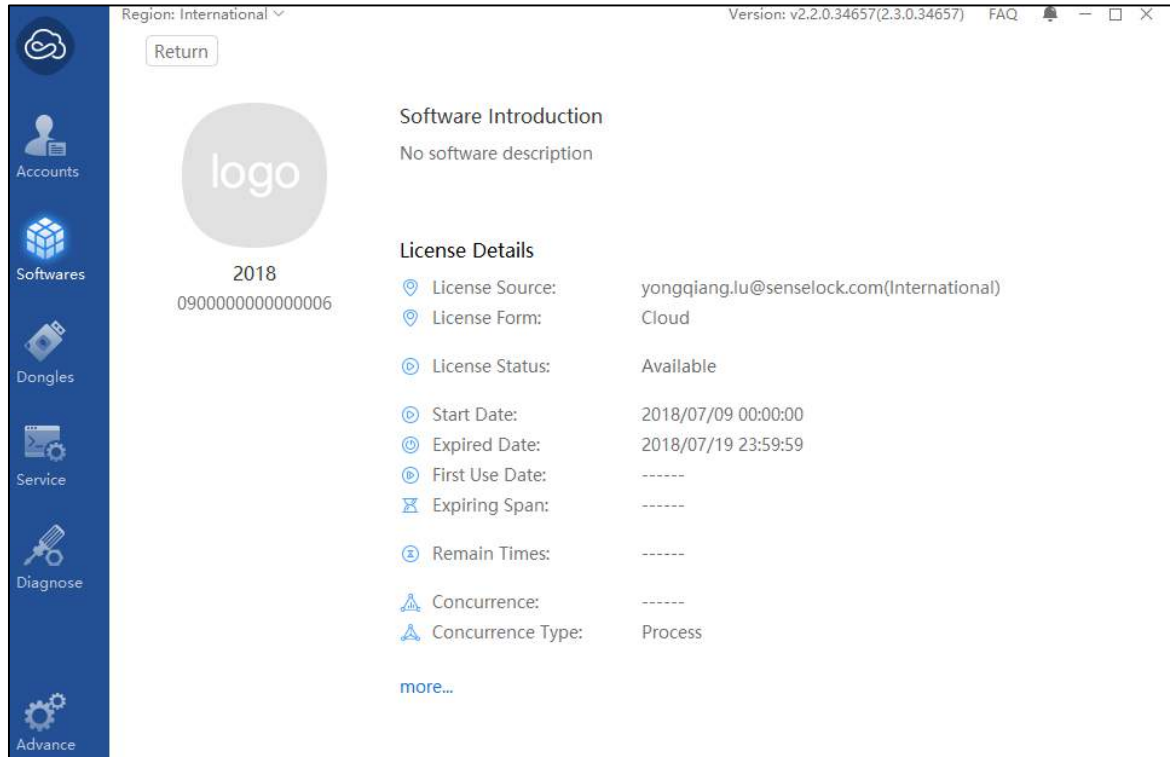 Region: International
Version: v2.2.0.34657(2.3.0.34657) FAQ
Return
Accounts
Softwares
Dongles
Service
Diagnose
Advance
logo
2018
0900000000000006
Software Introduction
No software description
License Details
License Source: yongqiang.lu@senselock.com(International)
License Form: Cloud
License Status: Available
Start Date: 2018/07/09 00:00:00
Expired Date: 2018/07/19 23:59:59
First Use Date: ------
Expiring Span: ------
Remain Times: ------
Concurrence: ------
Concurrence Type: Process
more...